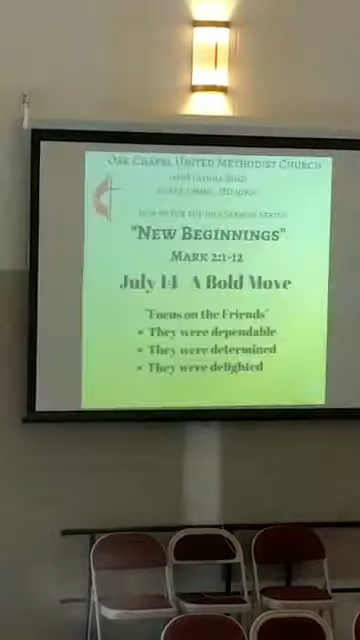 Oak Chapel United Methodist Church
"New Beginnings"
Mark 2:1-12
July 14 A Bold Move
"Focus on the Friends"
• They were dependable
• They were determined
• They were delighted